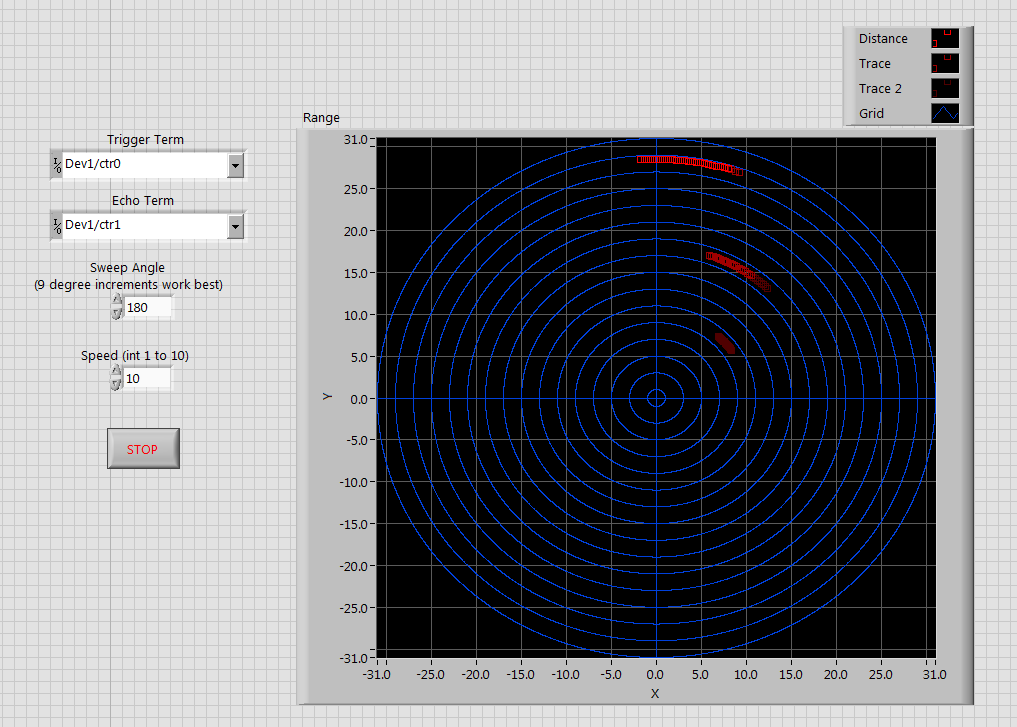 Distance
Trace
Trace 2
Grid
Range
Trigger Term
I/O Dev1/ctr0
Echo Term
I/O Dev1/ctr1
Sweep Angle
(9 degree increments work best)
180
Speed (int 1 to 10)
10
STOP
Y
31.0
25.0
20.0
15.0
10.0
5.0
0.0
-5.0
-10.0
-15.0
-20.0
-25.0
-31.0
-31.0 -25.0 -20.0 -15.0 -10.0 -5.0 0.0 5.0 10.0 15.0 20.0 25.0 31.0
X